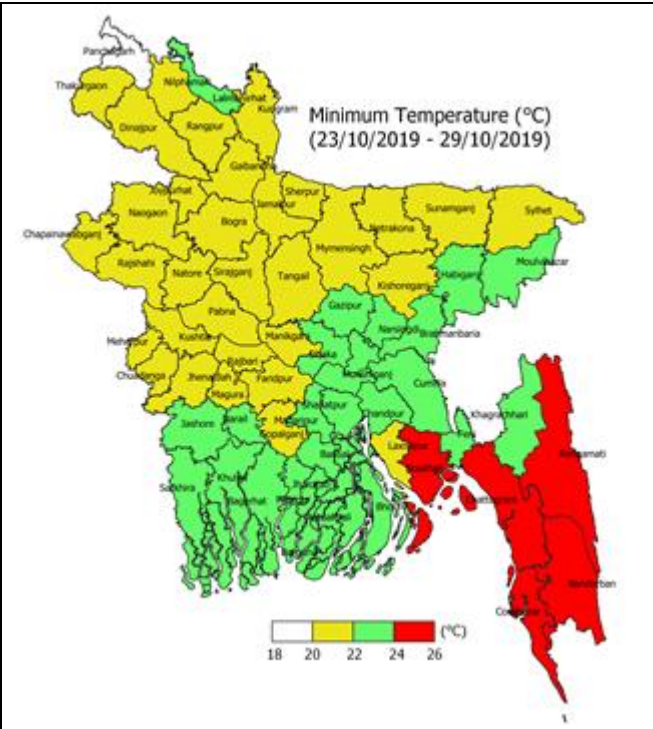 Panchagarh
Thakurgaon
Nilphamari
Lalmonirhat
Kurigram
Minimum Temperature (°C)
(23/10/2019 - 29/10/2019)
Dinajpur
Rangpur
Gaibandha
Joypurhat
Sherpur
Jamalpur
Naogaon
Bogra
Mymensingh
Netrakona
Sunamganj
Sylhet
Chapainawabganj
Rajshahi
Natore
Sirajganj
Tangail
Kishoreganj
Habiganj
Moulvibazar
Pabna
Gazipur
Narsingdi
Brahmanbaria
Meherpur
Kushtia
Manikganj
Dhaka
Chuadanga
Jhenaidah
Rajbari
Faridpur
Munshiganj
Cumilla
Magura
Khagrachhari
Jashore
Narail
Madaripur
Shariatpur
Chandpur
Gopalganj
Feni
Rangamati
Satkhira
Khulna
Bagerhat
Barisal
Bhola
Noakhali
Chattogram
Bandarban
(°C)
18 20 22 24 26